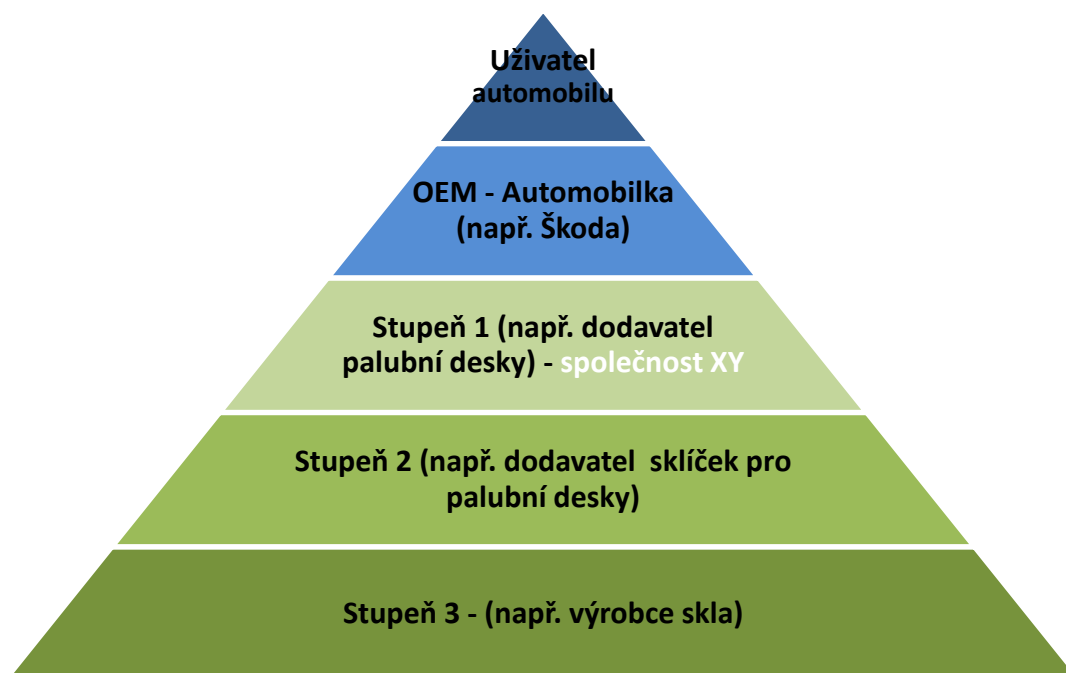 Uživatel
automobilu
OEM - Automobilka
(např. Škoda)
Stupeň 1 (např. dodavatel
palubní desky) - společnost XY
Stupeň 2 (např. dodavatel  sklíček pro
palubní desky)
Stupeň 3 - (např. výrobce skla)